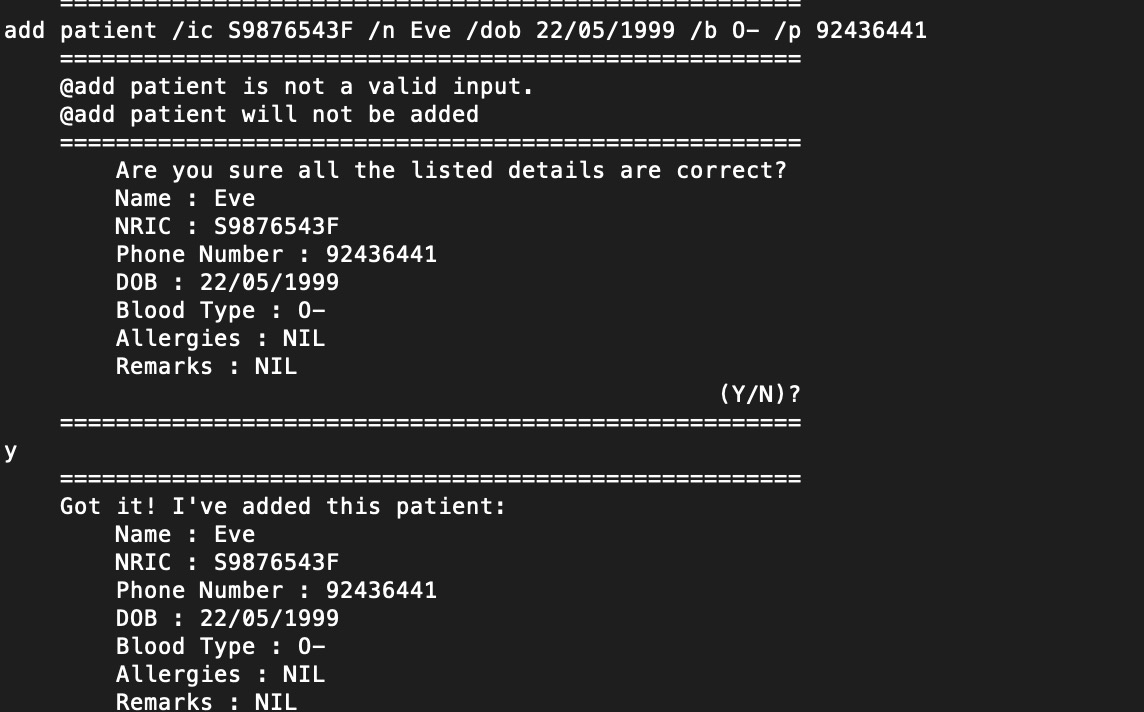 =====================================================
add patient /ic S9876543F /n Eve /dob 22/05/1999 /b O- /p 92436441
=====================================================
@add patient is not a valid input.
@add patient will not be added
=====================================================
Are you sure all the listed details are correct?
Name : Eve
NRIC : S9876543F
Phone Number : 92436441
DOB : 22/05/1999
Blood Type : O-
Allergies : NIL
Remarks : NIL
(Y/N)?
=====================================================
y
=====================================================
Got it! I've added this patient:
Name : Eve
NRIC : S9876543F
Phone Number : 92436441
DOB : 22/05/1999
Blood Type : O-
Allergies : NIL
Remarks : NIL